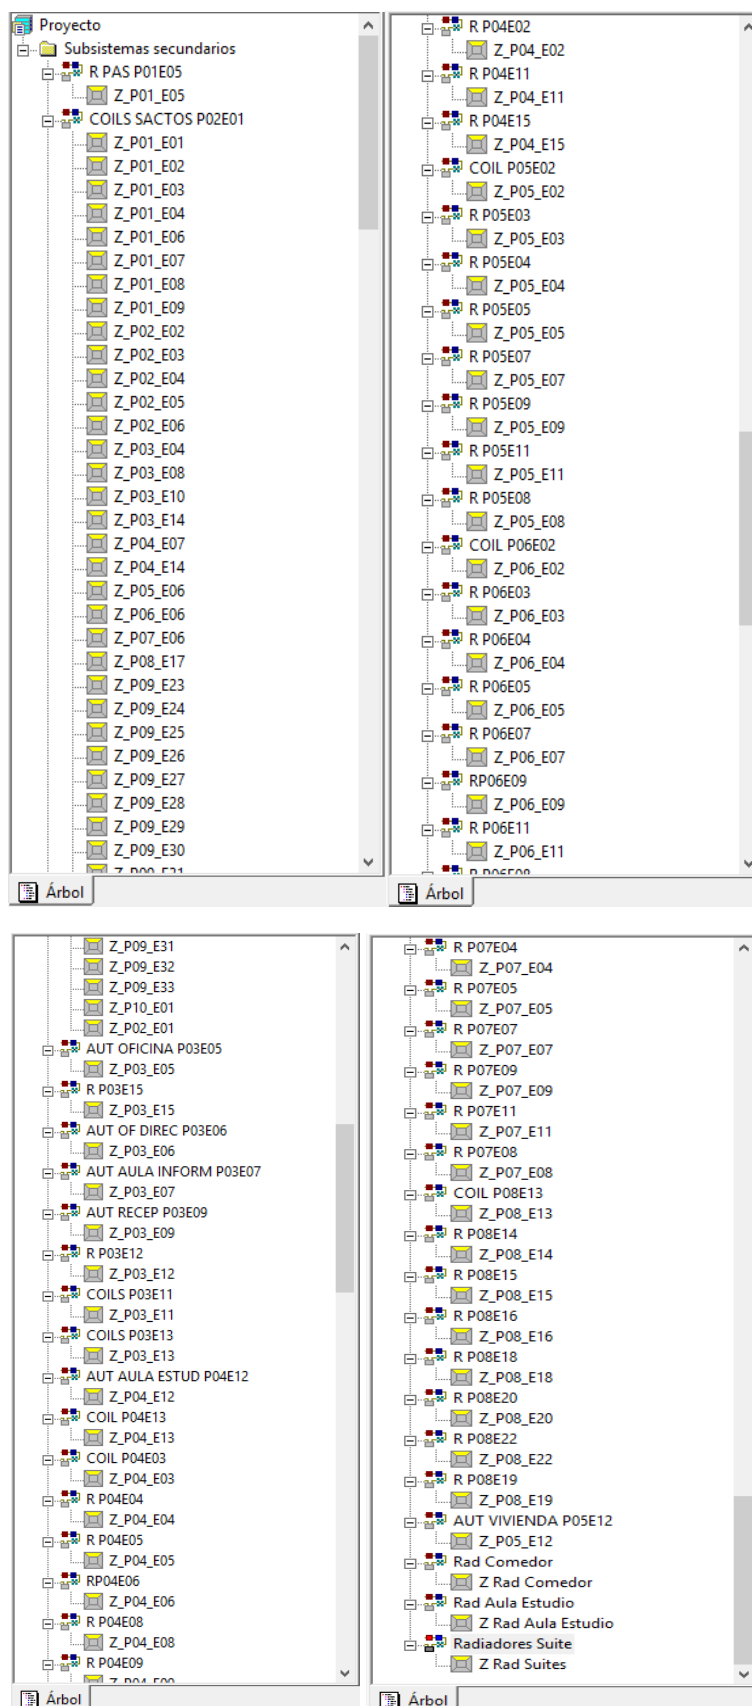 Proyecto
Subsistemas secundarios
R PAS P01E05
Z_P01_E05
COILS SACTOS P02E01
Z_P01_E01
Z_P01_E02
Z_P01_E03
Z_P01_E04
Z_P01_E06
Z_P01_E07
Z_P01_E08
Z_P01_E09
Z_P02_E02
Z_P02_E03
Z_P02_E04
Z_P02_E05
Z_P02_E06
Z_P03_E04
Z_P03_E08
Z_P03_E10
Z_P03_E14
Z_P04_E07
Z_P04_E14
Z_P05_E06
Z_P06_E06
Z_P07_E06
Z_P08_E17
Z_P09_E23
Z_P09_E24
Z_P09_E25
Z_P09_E26
Z_P09_E27
Z_P09_E28
Z_P09_E29
Z_P09_E30
Z_P09_E31
Árbol
R P04E02
Z_P04_E02
R P04E11
Z_P04_E11
R P04E15
Z_P04_E15
COIL P05E02
Z_P05_E02
R P05E03
Z_P05_E03
R P05E04
Z_P05_E04
R P05E05
Z_P05_E05
R P05E07
Z_P05_E07
R P05E09
Z_P05_E09
R P05E11
Z_P05_E11
R P05E08
Z_P05_E08
COIL P06E02
Z_P06_E02
R P06E03
Z_P06_E03
R P06E04
Z_P06_E04
R P06E05
Z_P06_E05
R P06E07
Z_P06_E07
RP06E09
Z_P06_E09
R P06E11
Z_P06_E11
R P06E08
Árbol
Z_P09_E31
Z_P09_E32
Z_P09_E33
Z_P10_E01
Z_P02_E01
AUT OFICINA P03E05
Z_P03_E05
R P03E15
Z_P03_E15
AUT OF DIREC P03E06
Z_P03_E06
AUT AULA INFORM P03E07
Z_P03_E07
AUT RECEP P03E09
Z_P03_E09
R P03E12
Z_P03_E12
COILS P03E11
Z_P03_E11
COILS P03E13
Z_P03_E13
AUT AULA ESTUD P04E12
Z_P04_E12
COIL P04E13
Z_P04_E13
COIL P04E03
Z_P04_E03
R P04E04
Z_P04_E04
R P04E05
Z_P04_E05
RP04E06
Z_P04_E06
R P04E08
Z_P04_E08
R P04E09
Z_P04_E09
Árbol
R P07E04
Z_P07_E04
R P07E05
Z_P07_E05
R P07E07
Z_P07_E07
R P07E09
Z_P07_E09
R P07E11
Z_P07_E11
R P07E08
Z_P07_E08
COIL P08E13
Z_P08_E13
R P08E14
Z_P08_E14
R P08E15
Z_P08_E15
R P08E16
Z_P08_E16
R P08E18
Z_P08_E18
R P08E20
Z_P08_E20
R P08E22
Z_P08_E22
R P08E19
Z_P08_E19
AUT VIVIENDA P05E12
Z_P05_E12
Rad Comedor
Z Rad Comedor
Rad Aula Estudio
Z Rad Aula Estudio
Radiadores Suite
Z Rad Suites
Árbol